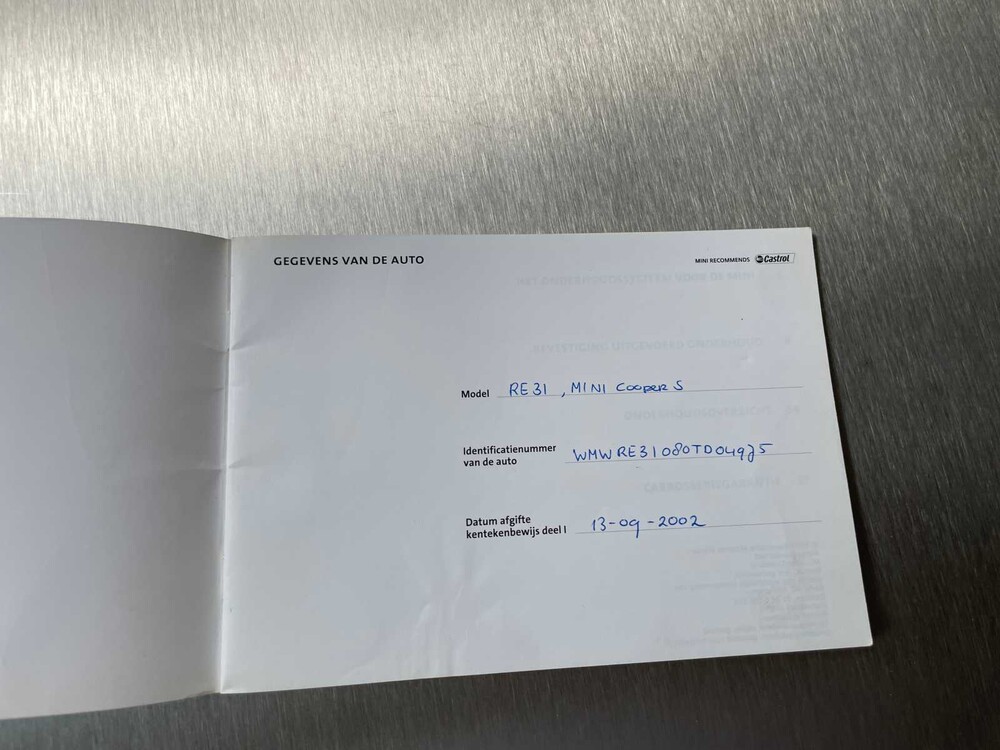 GEGEVENS VAN DE AUTO
MINI RECOMMENDS Castrol
Model RE31, MINI Cooper S
Identificatienummer
van de auto WMWRE31080TD04975
Datum afgifte
kentekenbewijs deel I 13-09-2002